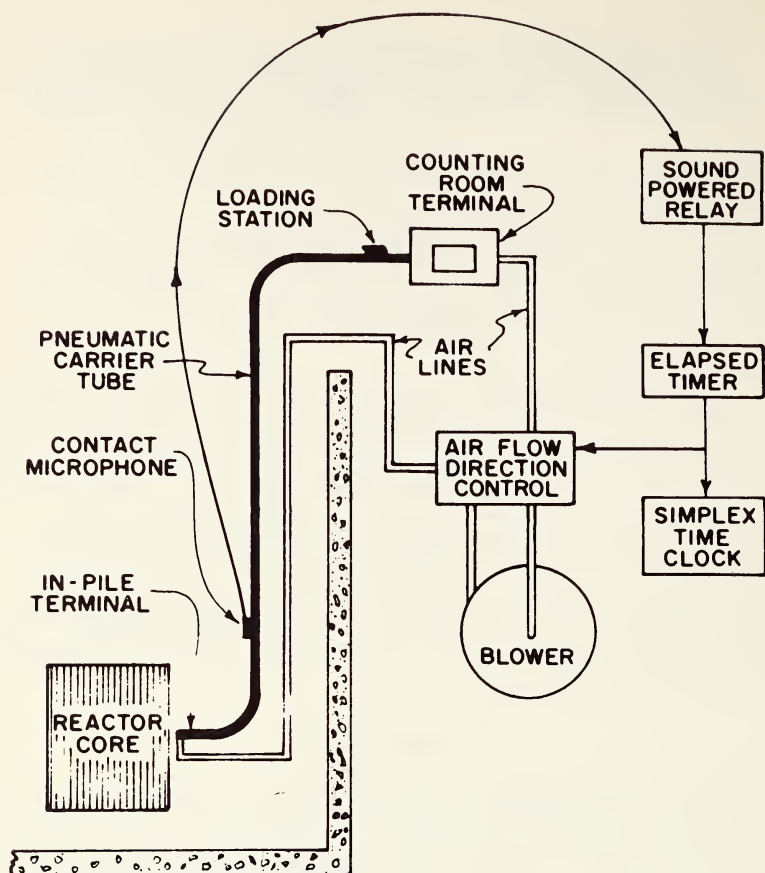 SOUND
POWERED
RELAY
COUNTING
ROOM
TERMINAL
LOADING
STATION
PNEUMATIC
CARRIER
TUBE
AIR
LINES
ELAPSED
TIMER
CONTACT
MICROPHONE
AIR FLOW
DIRECTION
CONTROL
SIMPLEX
TIME
CLOCK
IN-PILE
TERMINAL
BLOWER
REACTOR
CORE